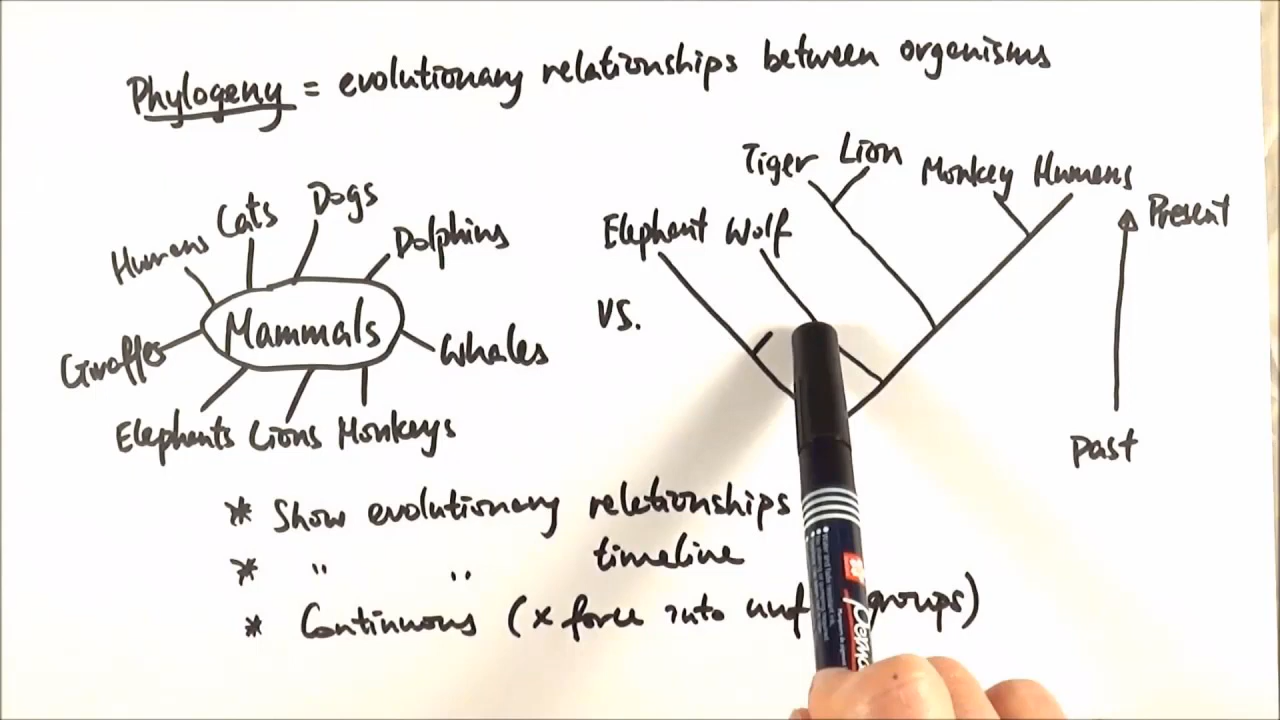 Phylogeny = evolutionary relationships between organisms
Tiger Lion Monkey Humans
Present
Elephant Wolf
Humans Cats Dogs Dolphins
VS.
Mammals
Giraffes
Whales
Elephants Lions Monkeys
Past
* Show evolutionary reletionships
* " " timeline
* Continuous (x force into groups)